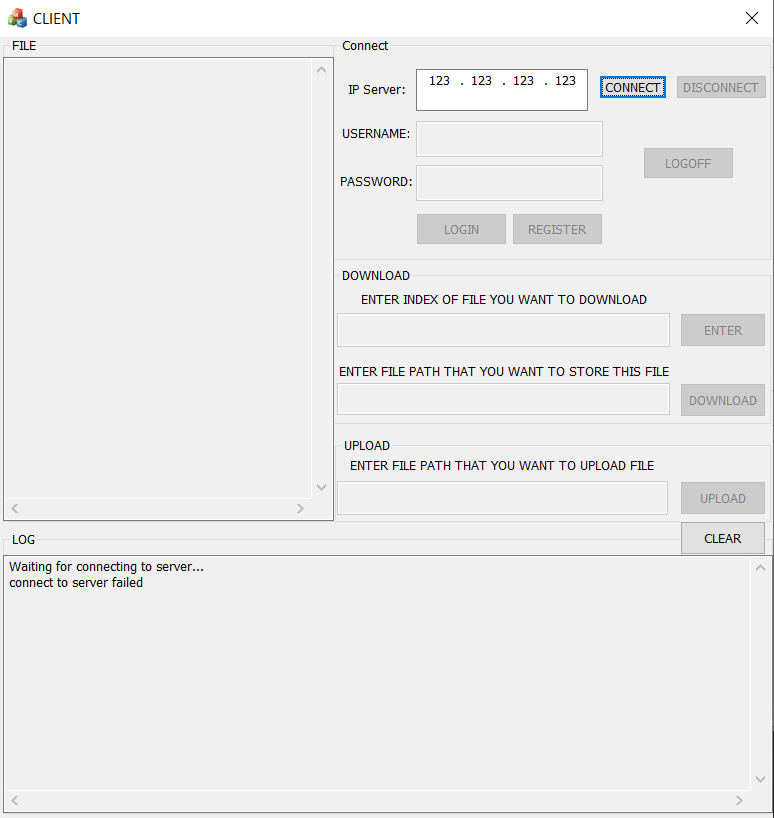 CLIENT
FILE
Connect
IP Server:
123 . 123 . 123 . 123
CONNECT
DISCONNECT
USERNAME:
LOGOFF
PASSWORD:
LOGIN
REGISTER
DOWNLOAD
ENTER INDEX OF FILE YOU WANT TO DOWNLOAD
ENTER
ENTER FILE PATH THAT YOU WANT TO STORE THIS FILE
DOWNLOAD
UPLOAD
ENTER FILE PATH THAT YOU WANT TO UPLOAD FILE
UPLOAD
LOG
CLEAR
Waiting for connecting to server...
connect to server failed